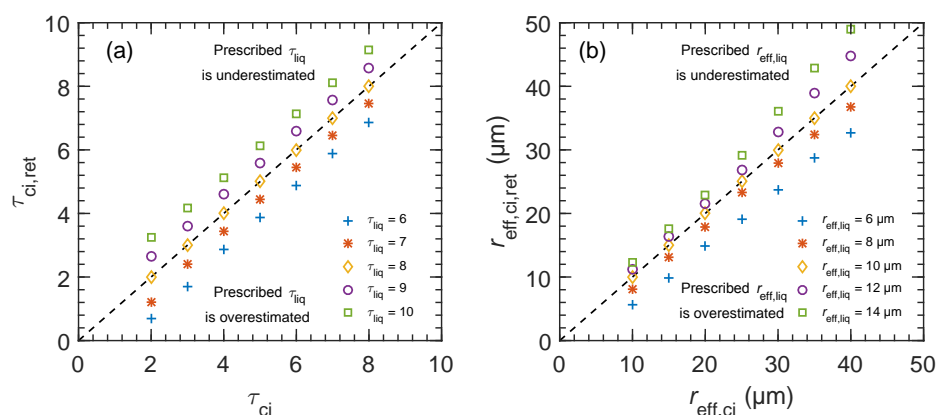 (a)
Prescribed τliq
is underestimated
10
8
6
4
2
0
τci,ret
τliq = 6
τliq = 7
τliq = 8
τliq = 9
τliq = 10
Prescribed τliq
is overestimated
0 2 4 6 8 10
τci
(b)
Prescribed reff,liq
is underestimated
50
40
30
20
10
0
reff,ci,ret (μm)
reff,liq = 6 μm
reff,liq = 8 μm
reff,liq = 10 μm
reff,liq = 12 μm
reff,liq = 14 μm
Prescribed reff,liq
is overestimated
0 10 20 30 40 50
reff,ci (μm)